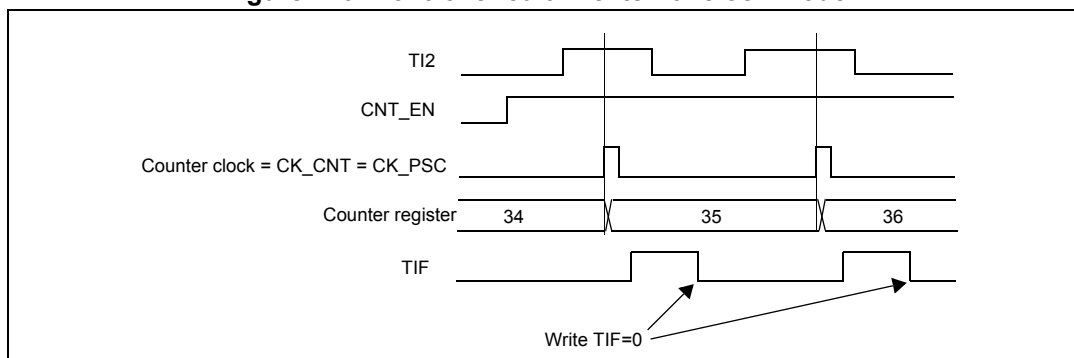 TI2
CNT_EN
Counter clock = CK_CNT = CK_PSC
Counter register 34 35 36
TIF
Write TIF=0